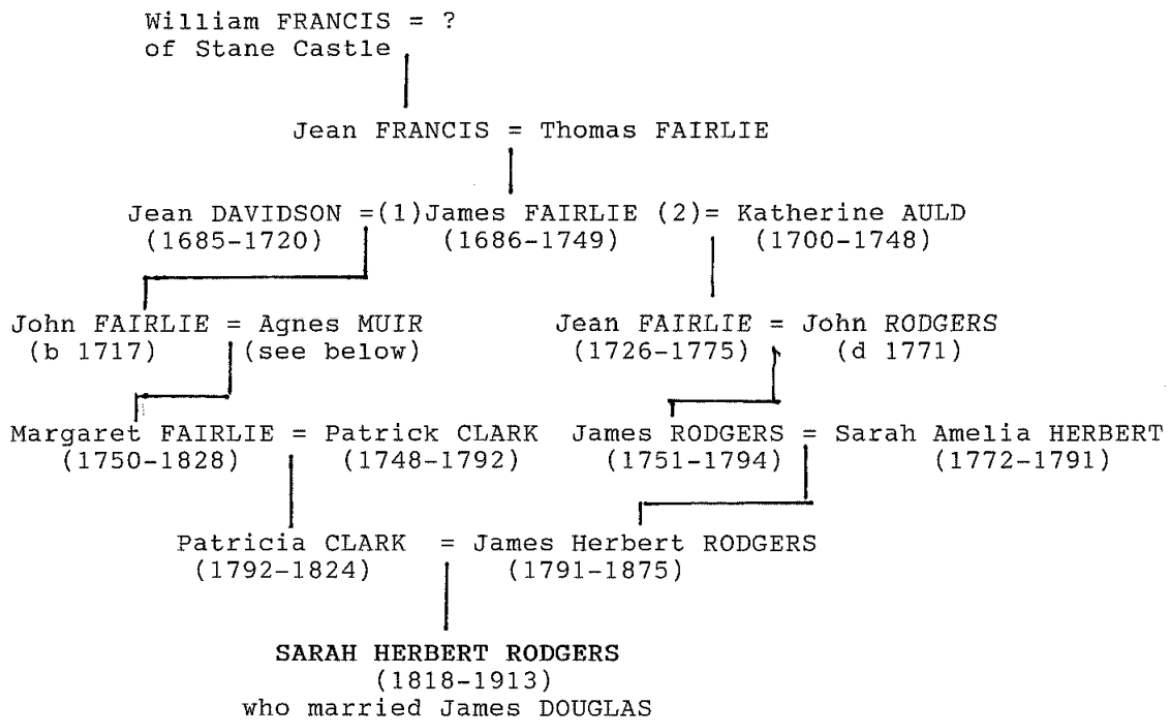 William FRANCIS = ?
of Stane Castle
Jean FRANCIS = Thomas FAIRLIE
Jean DAVIDSON =(1)James FAIRLIE (2)= Katherine AULD
(1685-1720) (1686-1749) (1700-1748)
John FAIRLIE = Agnes MUIR Jean FAIRLIE = John RODGERS
(b 1717) (see below) (1726-1775) (d 1771)
Margaret FAIRLIE = Patrick CLARK James RODGERS = Sarah Amelia HERBERT
(1750-1828) (1748-1792) (1751-1794) (1772-1791)
Patricia CLARK = James Herbert RODGERS
(1792-1824) (1791-1875)
SARAH HERBERT RODGERS
(1818-1913)
who married James DOUGLAS